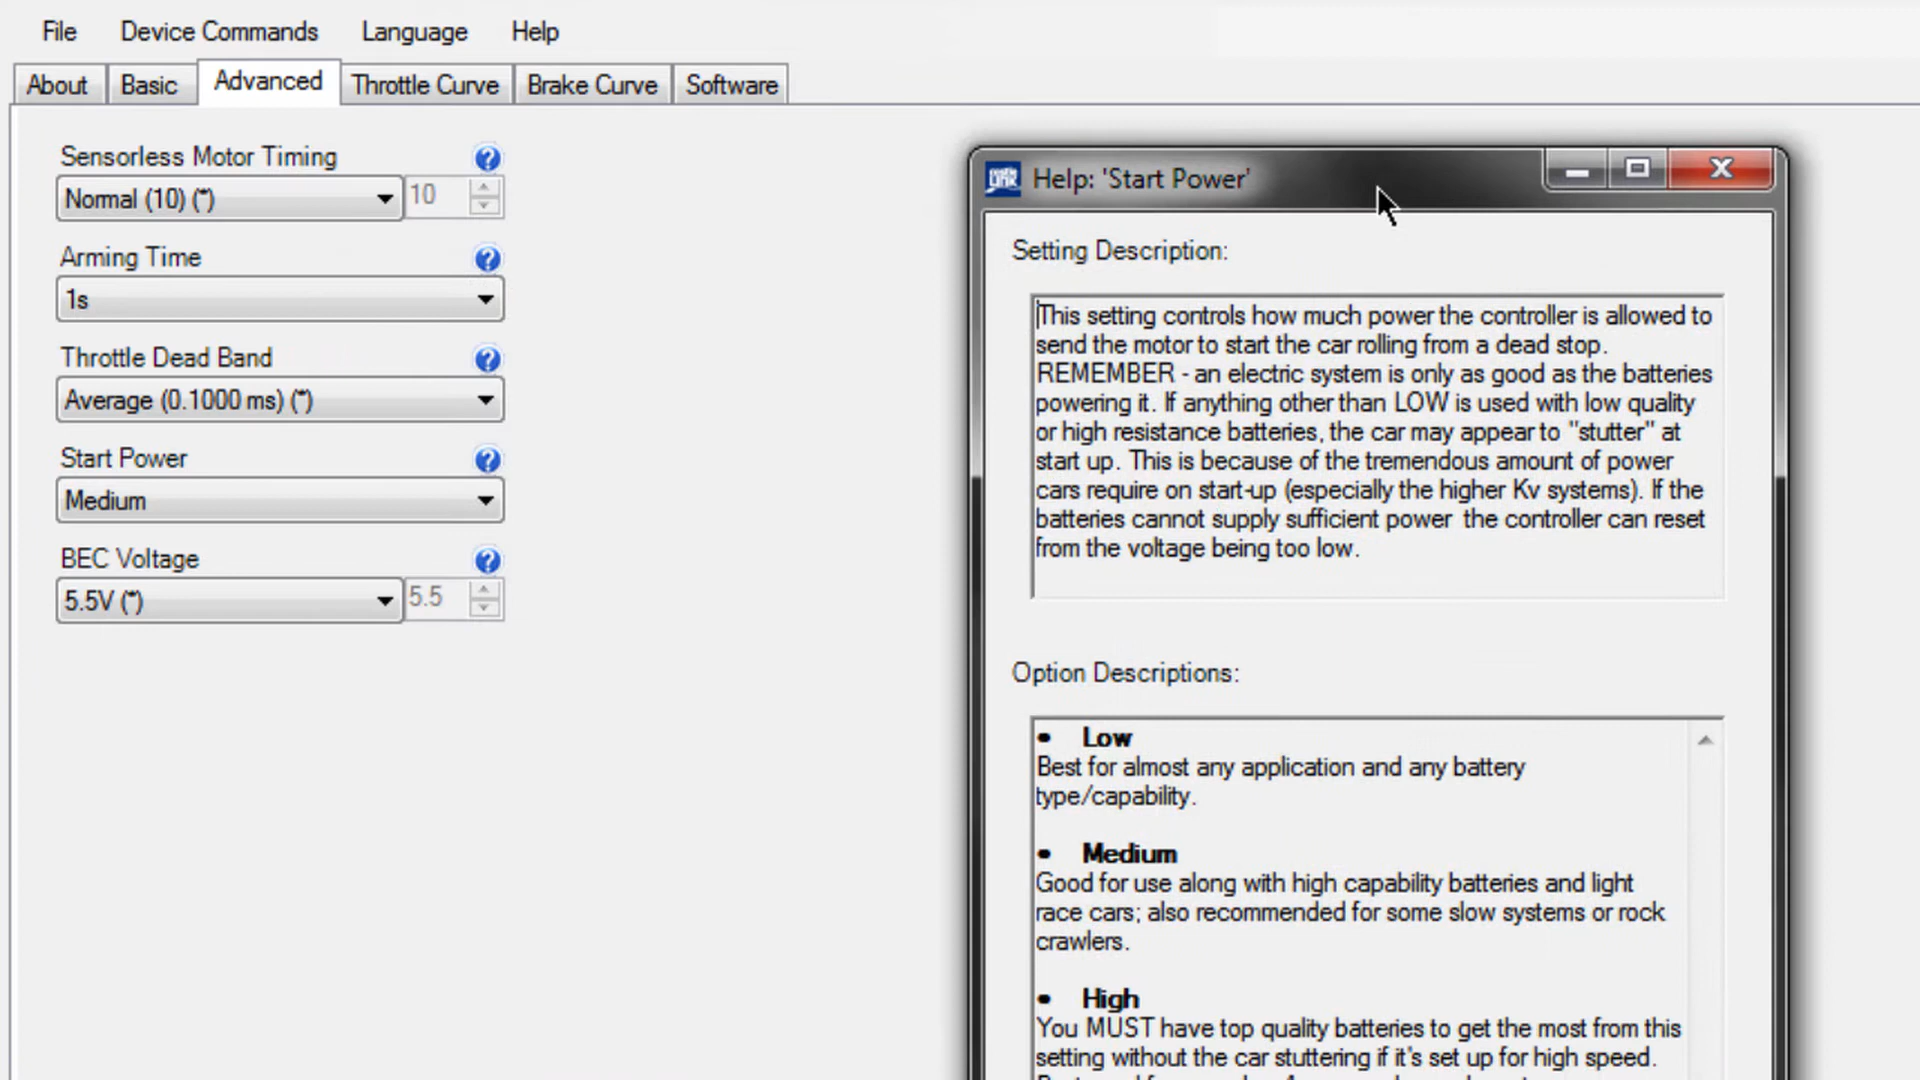 File Device Commands Language Help
About Basic Advanced Throttle Curve Brake Curve Software
Sensorless Motor Timing
Normal (10) (*) 10
Arming Time
1s
Throttle Dead Band
Average (0.1000 ms) (*)
Start Power
Medium
BEC Voltage
5.5V (*) 5.5
Help: 'Start Power'
Setting Description:
This setting controls how much power the controller is allowed to
send the motor to start the car rolling from a dead stop.
REMEMBER - an electric system is only as good as the batteries
powering it. If anything other than LOW is used with low quality
or high resistance batteries, the car may appear to "stutter" at
start up. This is because of the tremendous amount of power
cars require on start-up (especially the higher Kv systems). If the
batteries cannot supply sufficient power the controller can reset
from the voltage being too low.
Option Descriptions:
• Low
Best for almost any application and any battery
type/capability.
• Medium
Good for use along with high capability batteries and light
race cars; also recommended for some slow systems or rock
crawlers.
• High
You MUST have top quality batteries to get the most from this
setting without the car stuttering if it's set up for high speed.